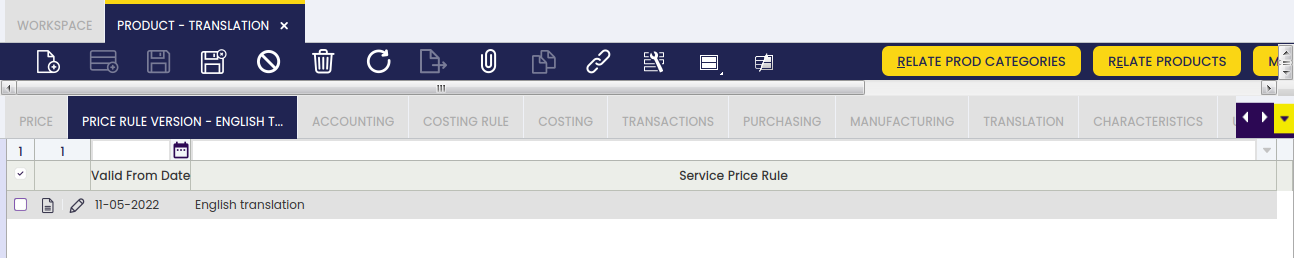 WORKSPACE PRODUCT - TRANSLATION ×
RELATE PROD CATEGORIES RELATE PRODUCTS M
PRICE PRICE RULE VERSION - ENGLISH T... ACCOUNTING COSTING RULE COSTING TRANSACTIONS PURCHASING MANUFACTURING TRANSLATION CHARACTERISTICS
1 1
Valid From Date Service Price Rule
11-05-2022 English translation